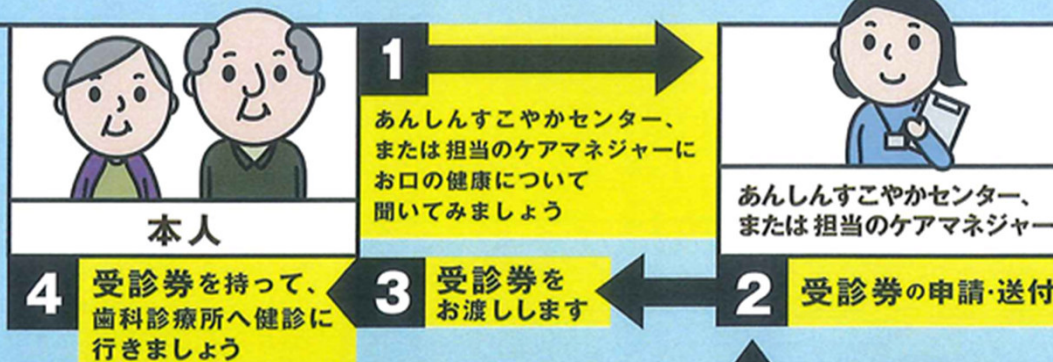 1
あんしんすこやかセンター、
または担当のケアマネジャーに
お口の健康について
聞いてみましょう
本人
あんしんすこやかセンター、
または担当のケアマネジャー
2
受診券の申請・送付
3
受診券を
お渡しします
4
受診券を持って、
歯科診療所へ健診に
行きましょう